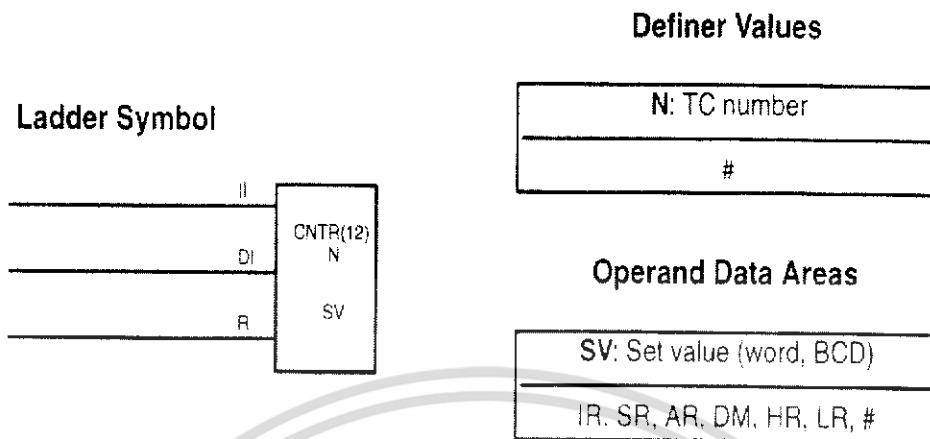 Definer Values
N: TC number
#
Ladder Symbol
II
CNTR(12)
N
DI
SV
R
Operand Data Areas
SV: Set value (word, BCD)
IR, SR, AR, DM, HR, LR, #